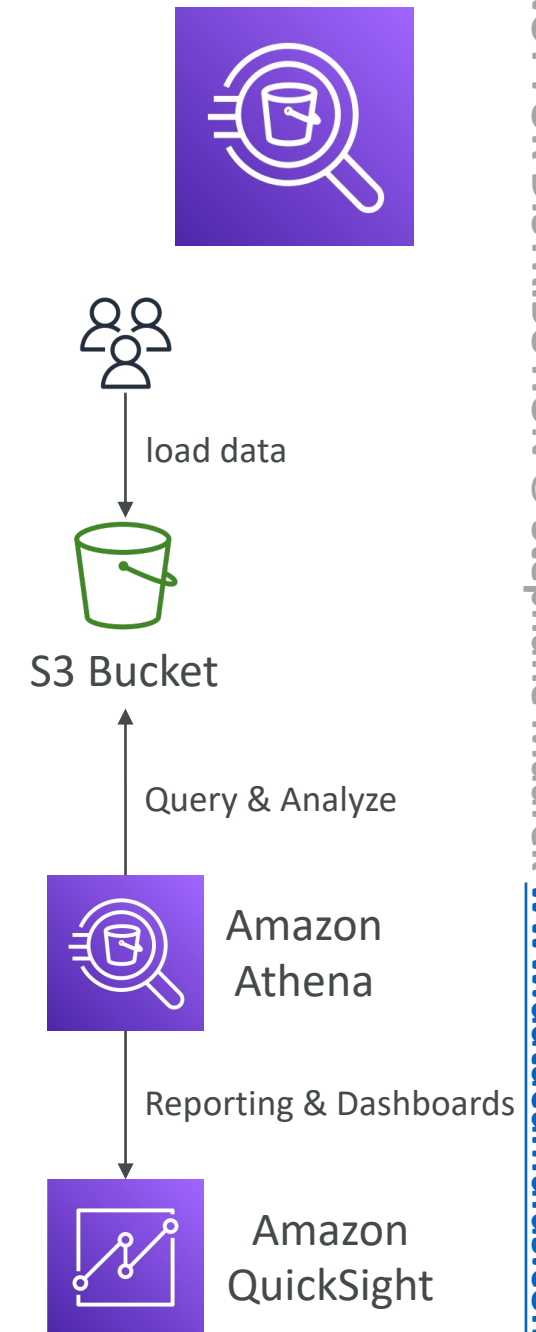 load data
S3 Bucket
Query & Analyze
Amazon
Athena
Reporting & Dashboards
Amazon
QuickSight